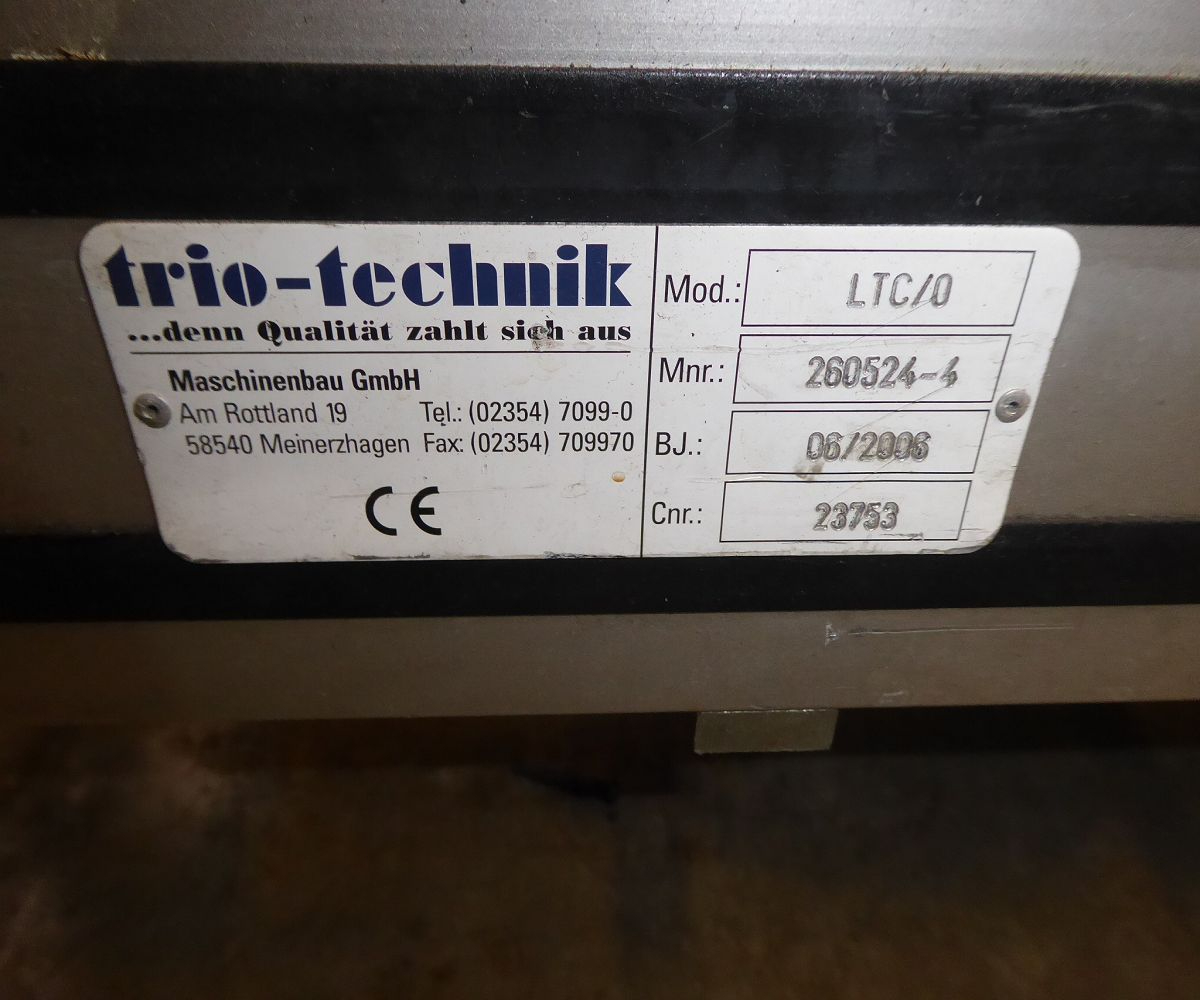 trio-technik
...denn Qualität zahlt sich aus
Maschinenbau GmbH
Am Rottland 19 Tel.: (02354) 7099-0
58540 Meinerzhagen Fax: (02354) 709970
CE
Mod.: LTC/0
Mnr.: 260524-4
BJ.: 06/2006
Cnr.: 23753